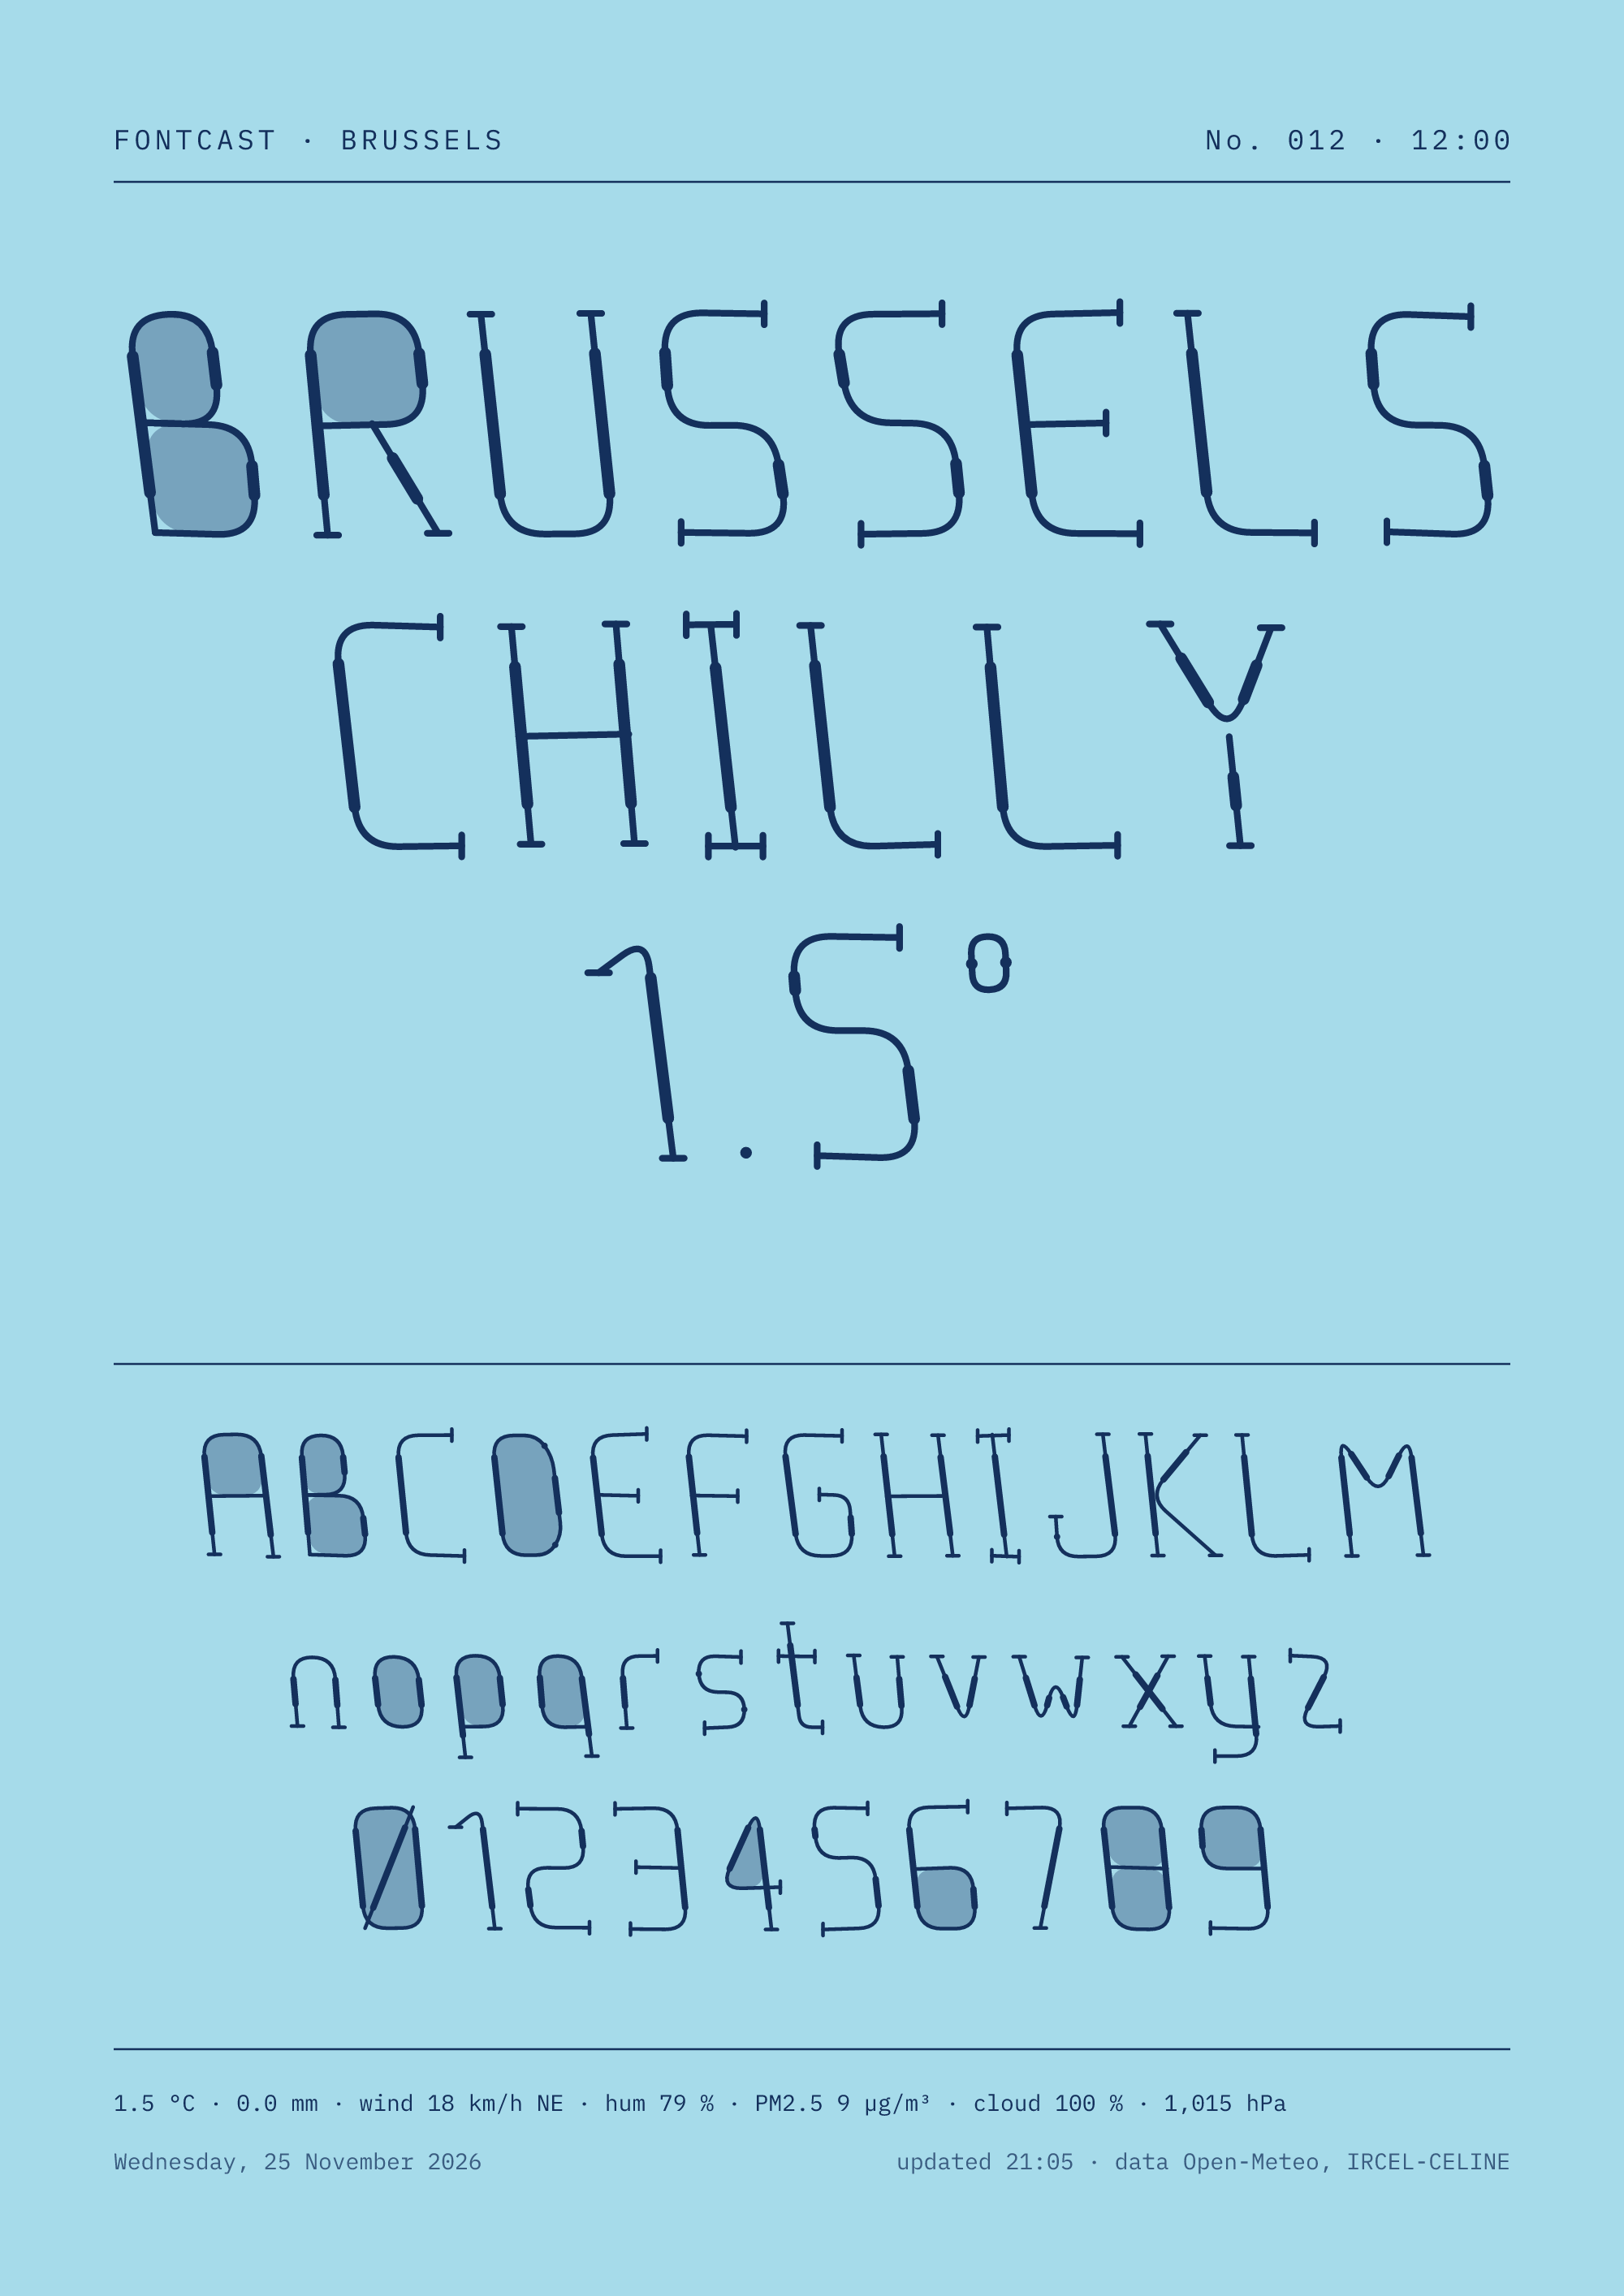 FONTCAST · BRUSSELS
No. 012 · 12:00
BRUSSELS
CHILLY
1.5°
ABCDEFGHIJKLM
nopqrstuvwxyz
0123456789
1.5 °C · 0.0 mm · wind 18 km/h NE · hum 79 % · PM2.5 9 µg/m³ · cloud 100 % · 1,015 hPa
Wednesday, 25 November 2026
updated 21:05 · data Open-Meteo, IRCEL-CELINE